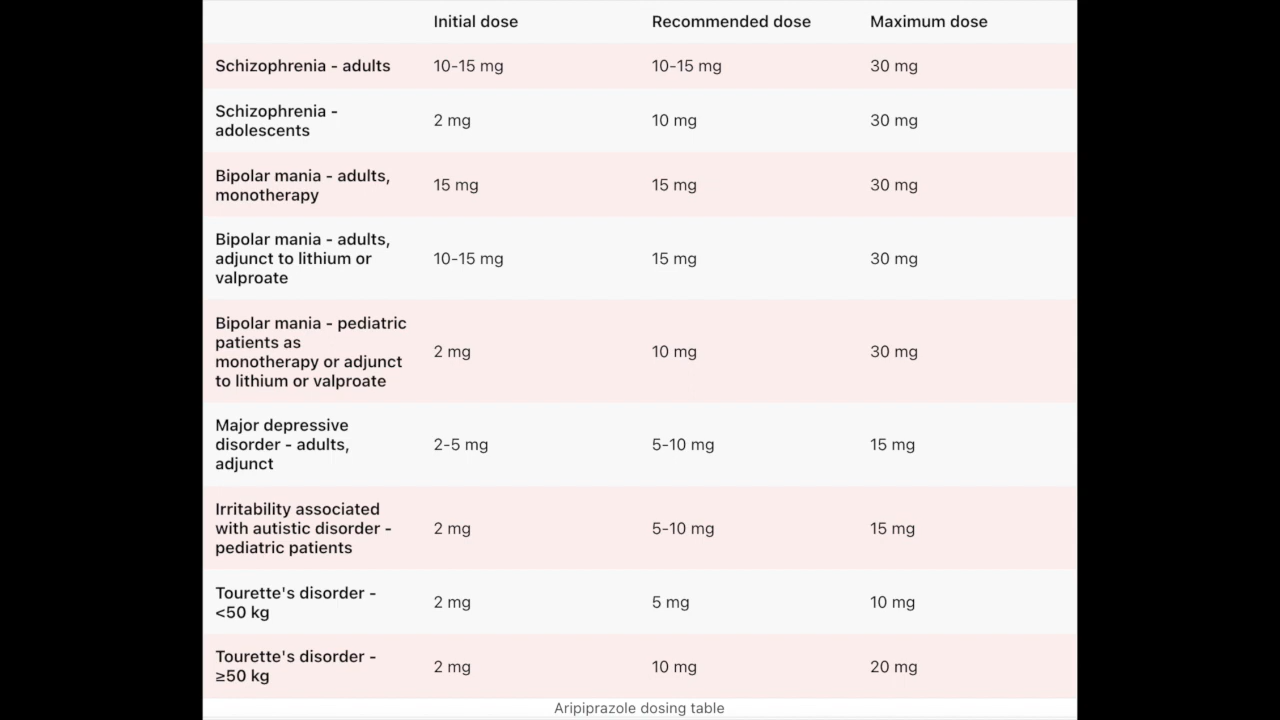 Initial dose Recommended dose Maximum dose
Schizophrenia - adults 10-15 mg 10-15 mg 30 mg
Schizophrenia -
adolescents
2 mg 10 mg 30 mg
Bipolar mania - adults,
monotherapy
15 mg 15 mg 30 mg
Bipolar mania - adults,
adjunct to lithium or
valproate
10-15 mg 15 mg 30 mg
Bipolar mania - pediatric
patients as
monotherapy or adjunct
to lithium or valproate
2 mg 10 mg 30 mg
Major depressive
disorder - adults,
adjunct
2-5 mg 5-10 mg 15 mg
Irritability associated
with autistic disorder -
pediatric patients
2 mg 5-10 mg 15 mg
Tourette's disorder -
<50 kg
2 mg 5 mg 10 mg
Tourette's disorder -
≥50 kg
2 mg 10 mg 20 mg
Aripiprazole dosing table